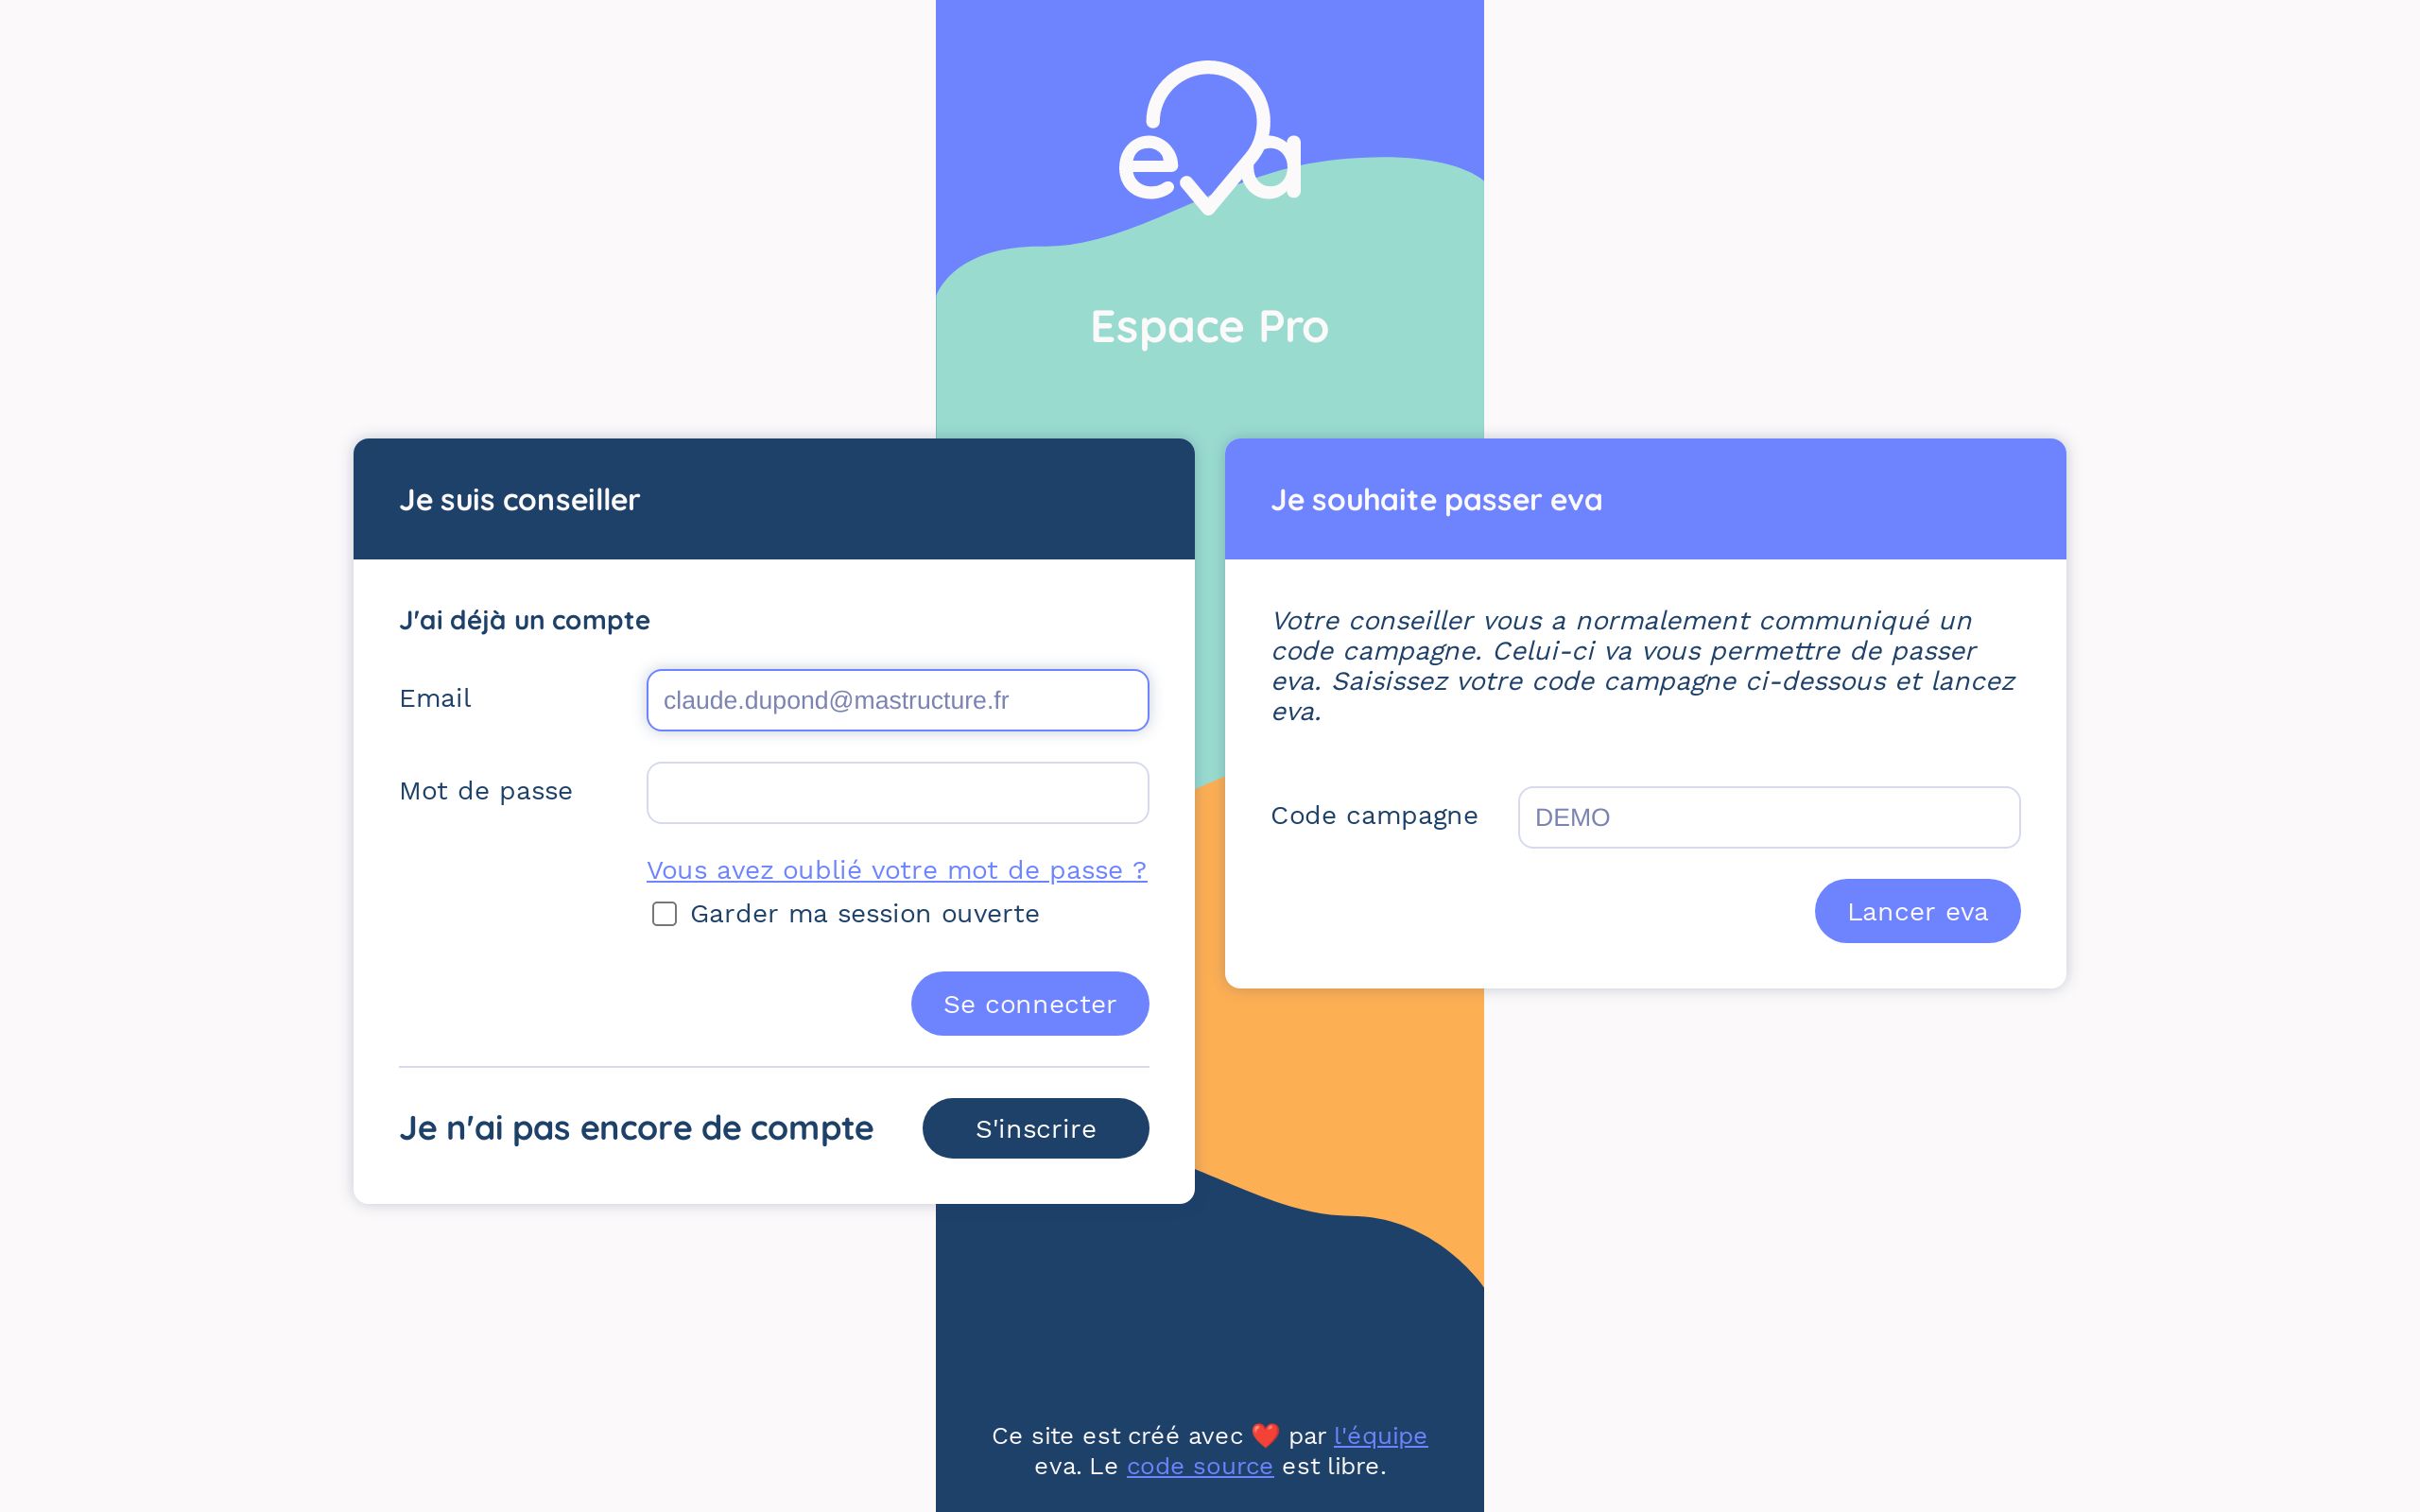 eva
Espace Pro
Je suis conseiller
J'ai déjà un compte
Email
claude.dupond@mastructure.fr
Mot de passe
Vous avez oublié votre mot de passe ?
Garder ma session ouverte
Se connecter
Je n'ai pas encore de compte
S'inscrire
Je souhaite passer eva
Votre conseiller vous a normalement communiqué un
code campagne. Celui-ci va vous permettre de passer
eva. Saisissez votre code campagne ci-dessous et lancez
eva.
Code campagne
DEMO
Lancer eva
Ce site est créé avec ❤️ par l'équipe
eva. Le code source est libre.